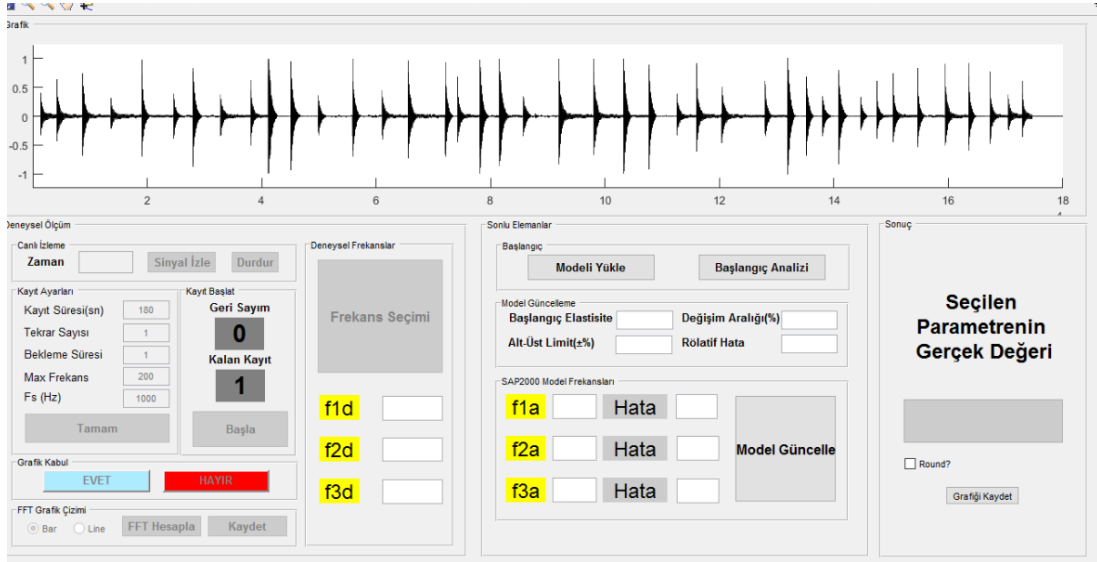 Grafik
1
0.5
0
-0.5
-1
2 4 6 8 10 12 14 16 18
Deneysel Ölçüm
Canlı İzleme
Zaman Sinyal İzle Durdur
Kayıt Ayarları
Kayıt Süresi(sn) 180
Tekrar Sayısı 1
Bekleme Süresi 1
Max Frekans 200
Fs (Hz) 1000
Tamam
Kayıt Başlat
Geri Sayım
0
Kalan Kayıt
1
Başla
Grafik Kabul
EVET HAYIR
FFT Grafik Çizimi
Bar Line FFT Hesapla Kaydet
Deneysel Frekanslar
Frekans Seçimi
f1d
f2d
f3d
Sonlu Elemanlar
Başlangıç
Modeli Yükle Başlangıç Analizi
Model Güncelleme
Başlangıç Elastisite Değişim Aralığı(%)
Alt-Üst Limit(±%) Rölatif Hata
SAP2000 Model Frekansları
f1a Hata
f2a Hata
f3a Hata
Model Güncelle
Sonuç
Seçilen
Parametrenin
Gerçek Değeri
Round?
Grafiği Kaydet